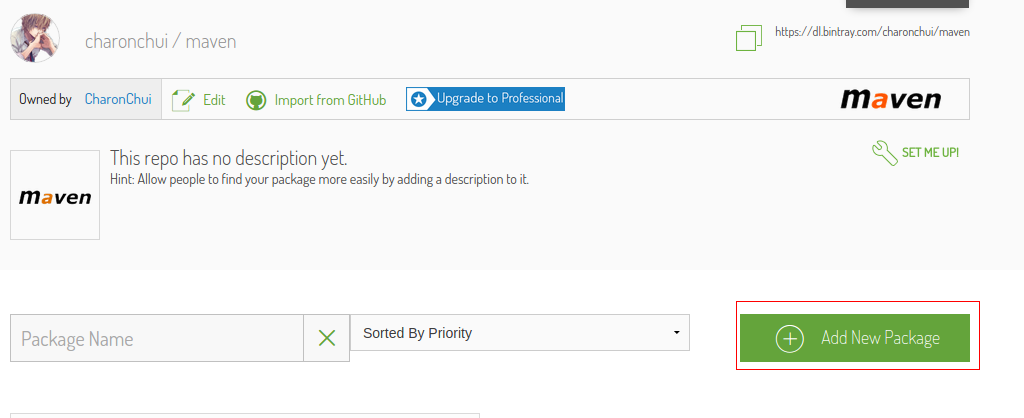 charonchui / maven
https://dl.bintray.com/charonchui/maven
Owned by CharonChui Edit Import from GitHub Upgrade to Professional maven
SET ME UP!
This repo has no description yet.
Hint: Allow people to find your package more easily by adding a description to it.
maven
Package Name Sorted By Priority Add New Package